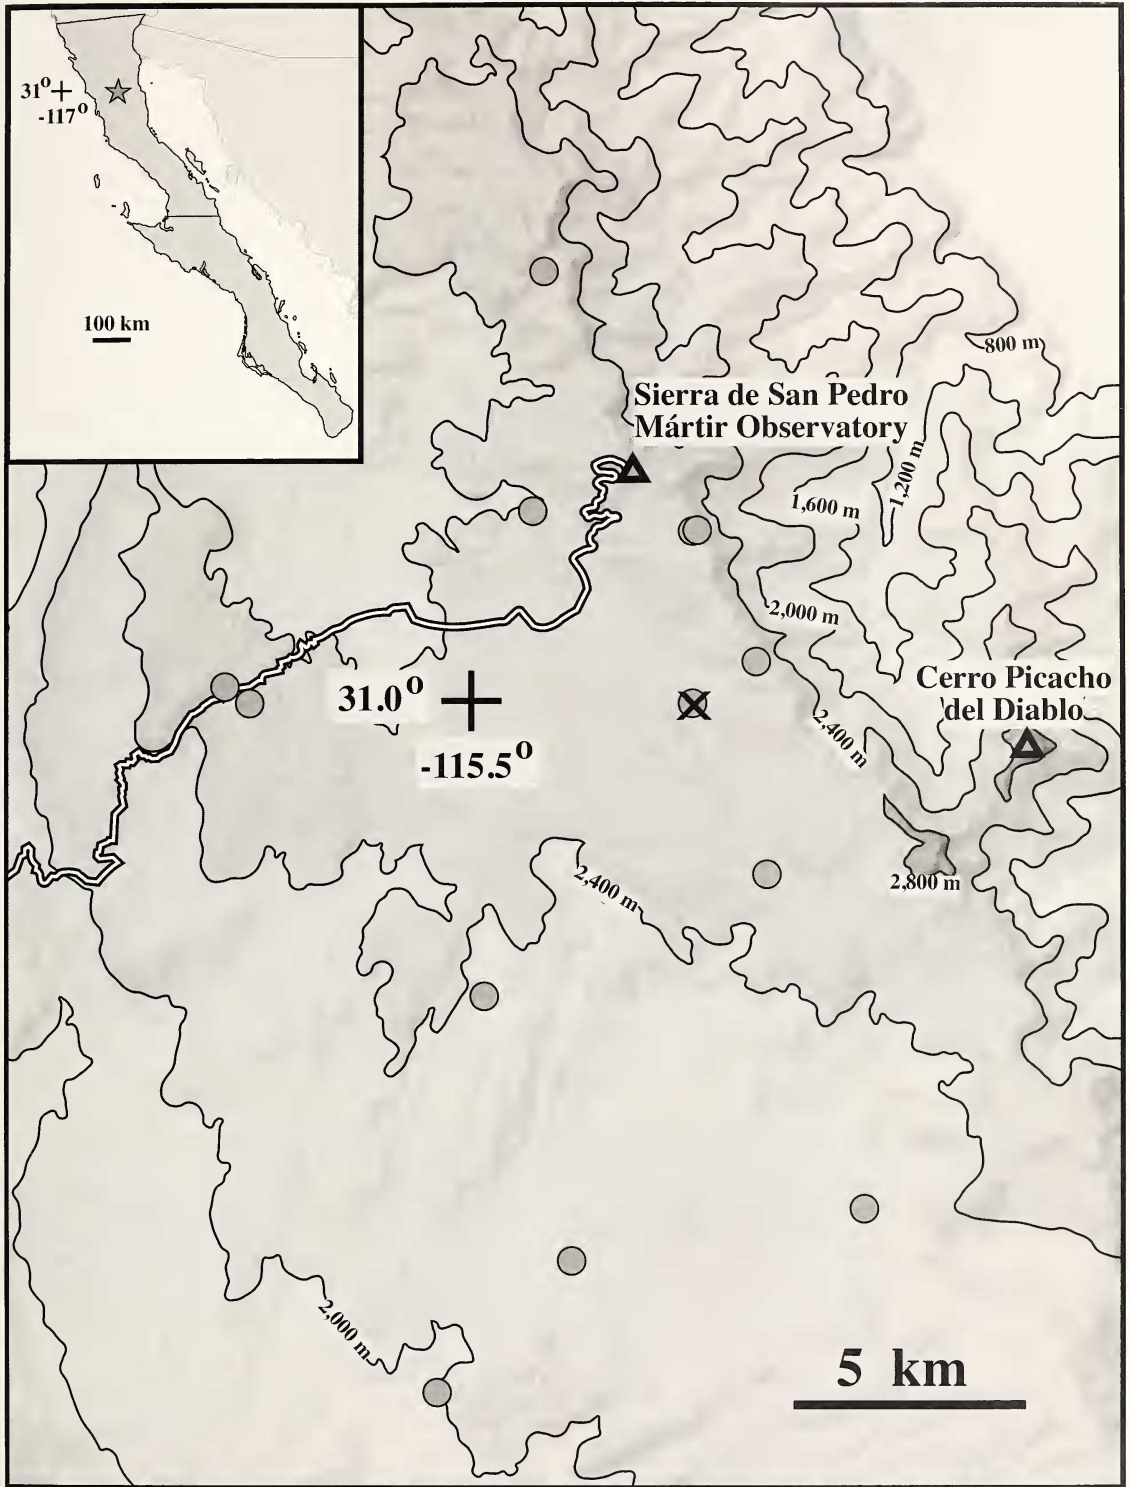 31° +
-117°
100 km
800 m
Sierra de San Pedro
Mártir Observatory
1,200 m
1,600 m
2,000 m
Cerro Picacho
del Diablo
31.0°
-115.5°
2,400 m
2,800 m
2,400 m
2,000 m
5 km